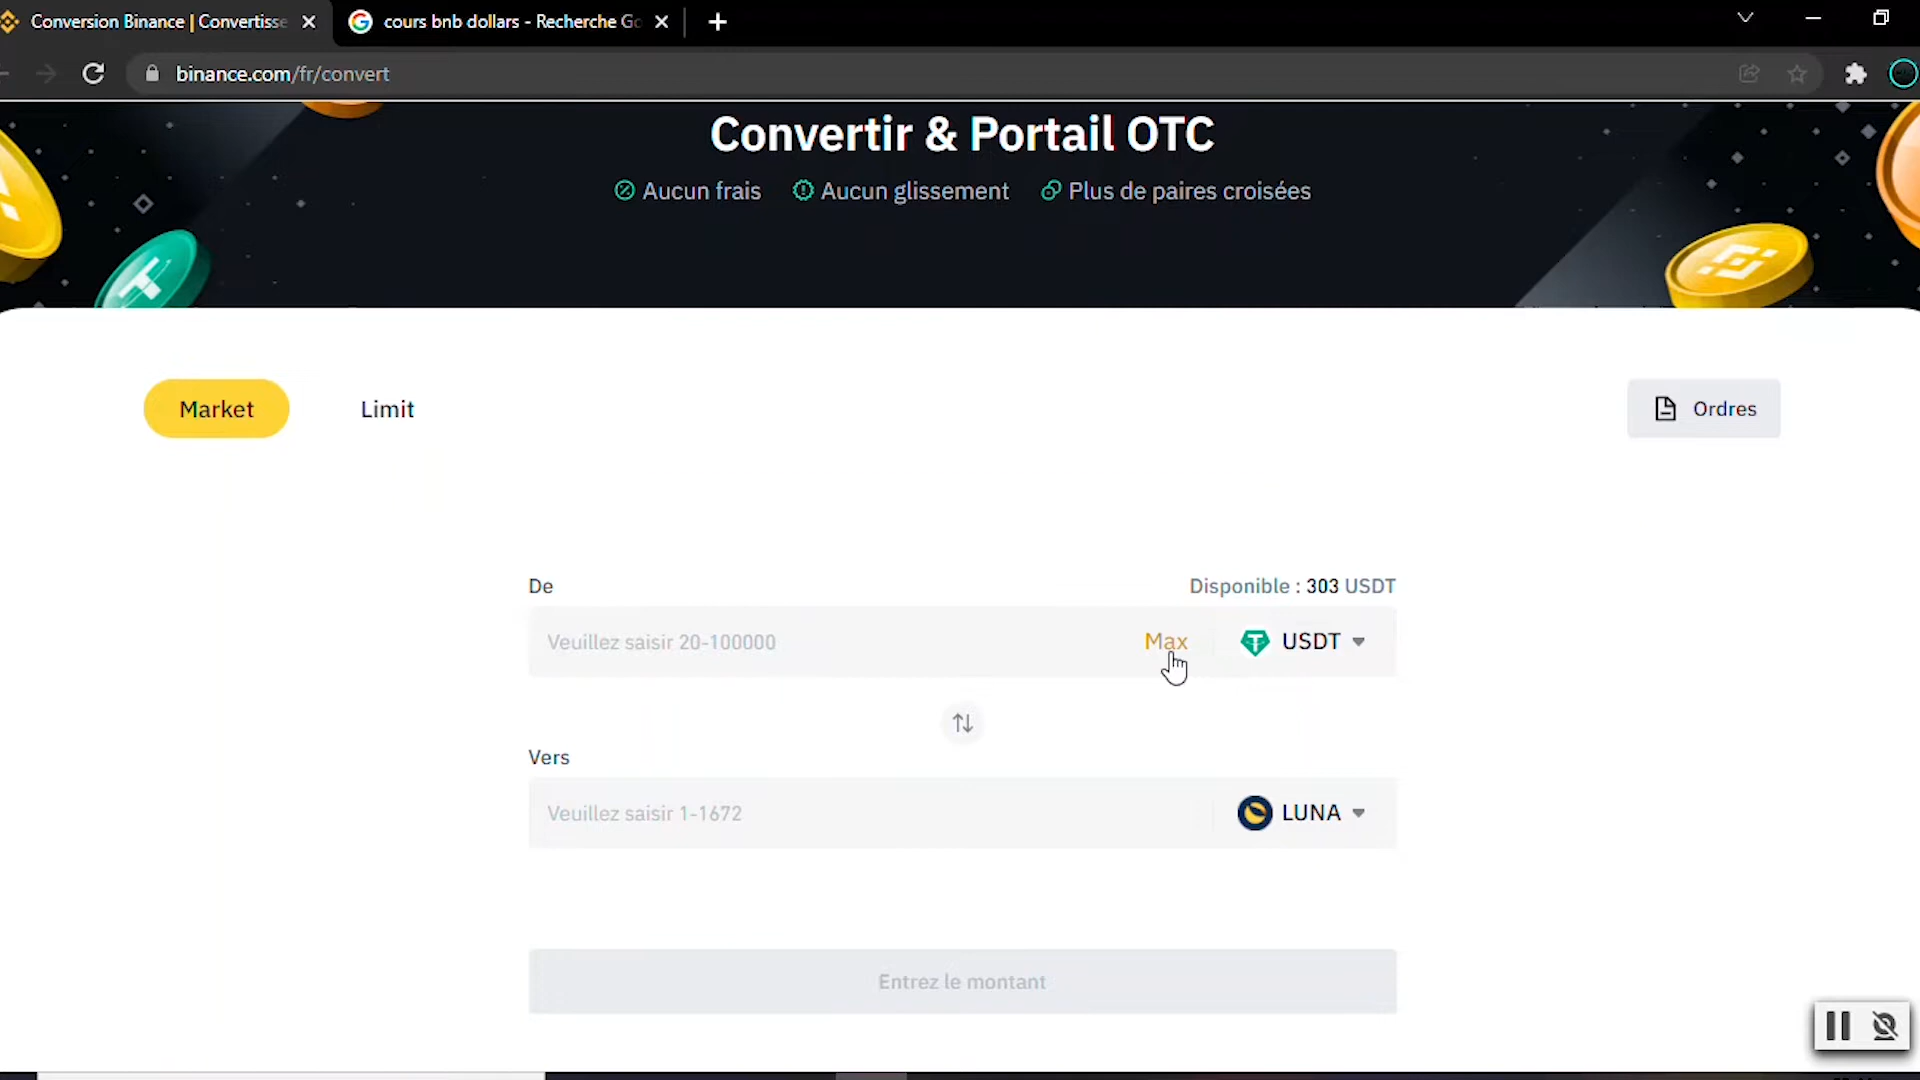 Conversion Binance | Convertisse
cours bnb dollars - Recherche Go
binance.com/fr/convert
Convertir & Portail OTC
Aucun frais
Aucun glissement
Plus de paires croisées
Market
Limit
Ordres
De
Disponible : 303 USDT
Veuillez saisir 20-100000
Max
USDT
Vers
Veuillez saisir 1-1672
LUNA
Entrez le montant